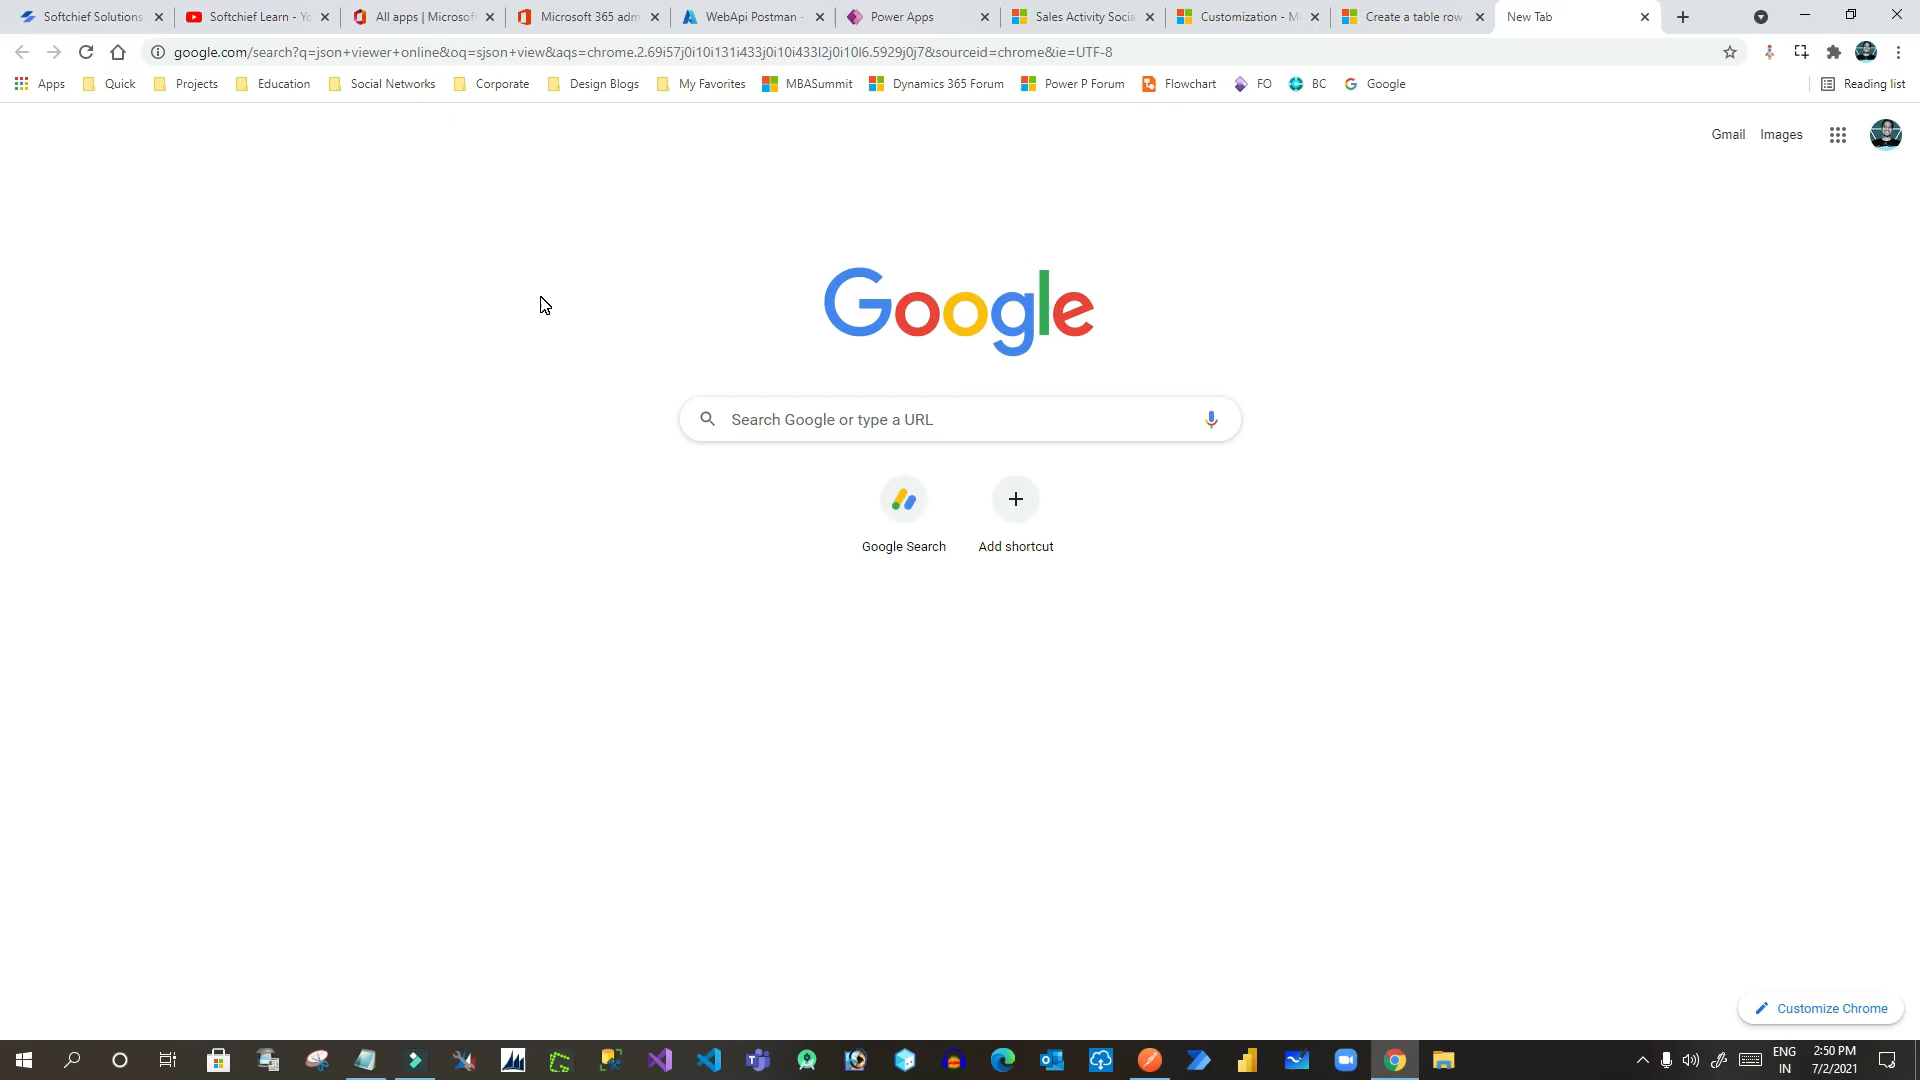 Softchief Solutions
Softchief Learn - Yo
All apps | Microsoft
Microsoft 365 adm
WebApi Postman -
Power Apps
Sales Activity Socia
Customization - M
Create a table row
New Tab
google.com/search?q=json+viewer+online&oq=sjson+view&aqs=chrome.2.69i57j0i10i131i433j0i10i433l2j0i10l6.5929j0j7&sourceid=chrome&ie=UTF-8
Apps
Quick
Projects
Education
Social Networks
Corporate
Design Blogs
My Favorites
MBASummit
Dynamics 365 Forum
Power P Forum
Flowchart
FO
BC
Google
Reading list
Gmail
Images
Google
Search Google or type a URL
Google Search
Add shortcut
Customize Chrome
ENG
IN
2:50 PM
7/2/2021